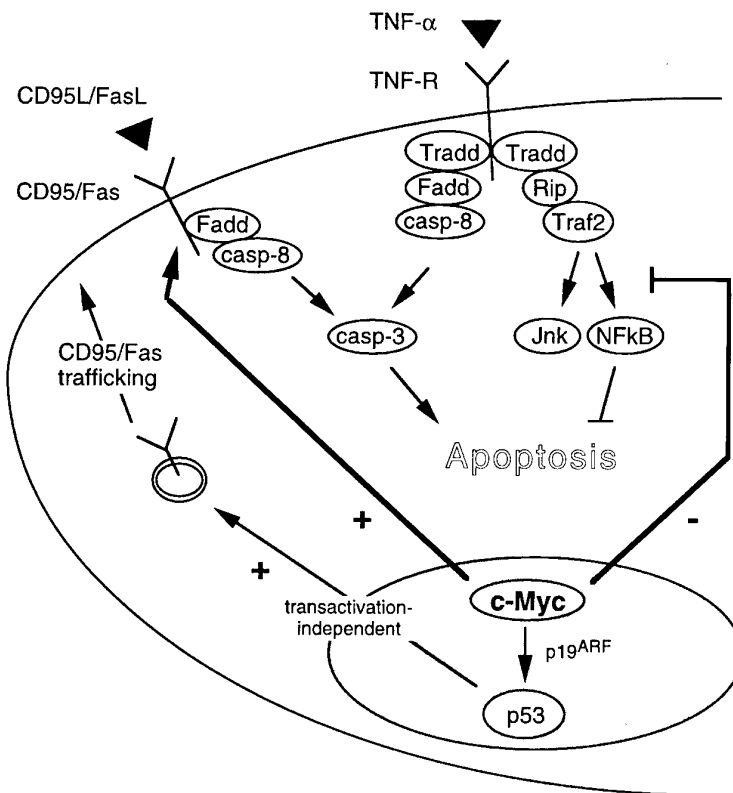 TNF-α
TNF-R
CD95L/FasL
CD95/Fas
Tradd
Tradd
Fadd
Rip
casp-8
Traf2
Fadd
casp-8
casp-3
Jnk
NFkB
CD95/Fas
trafficking
Apoptosis
+
-
+
c-Myc
transactivation-
independent
p19ARF
p53